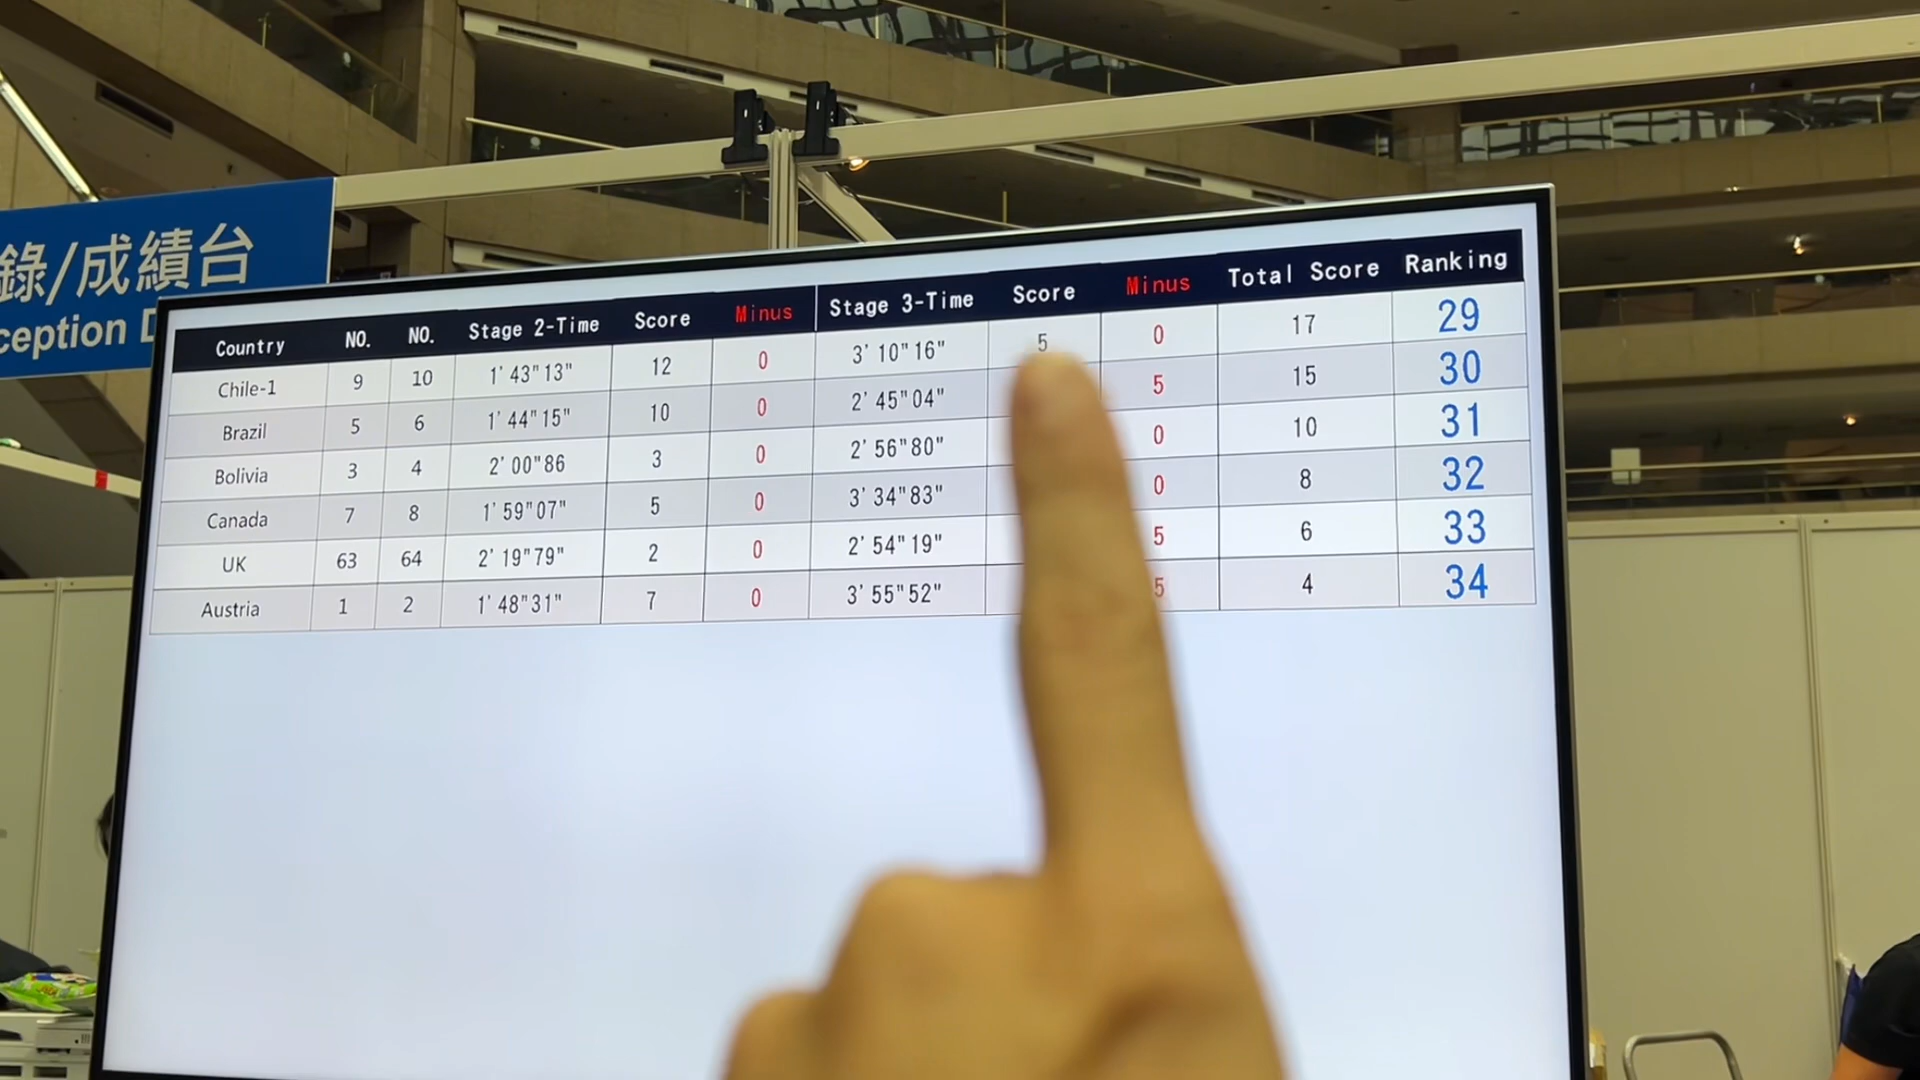 錄/成績台
ception D
Country NO. NO. Stage 2-Time Score Minus Stage 3-Time Score Minus Total Score Ranking
Chile-1 9 10 1'43"13" 12 0 3'10"16" 5 0 17 29
Brazil 5 6 1'44"15" 10 0 2'45"04" 5 15 30
Bolivia 3 4 2'00"86 3 0 2'56"80" 0 10 31
Canada 7 8 1'59"07" 5 0 3'34"83" 0 8 32
UK 63 64 2'19"79" 2 0 2'54"19" 5 6 33
Austria 1 2 1'48"31" 7 0 3'55"52" 5 4 34